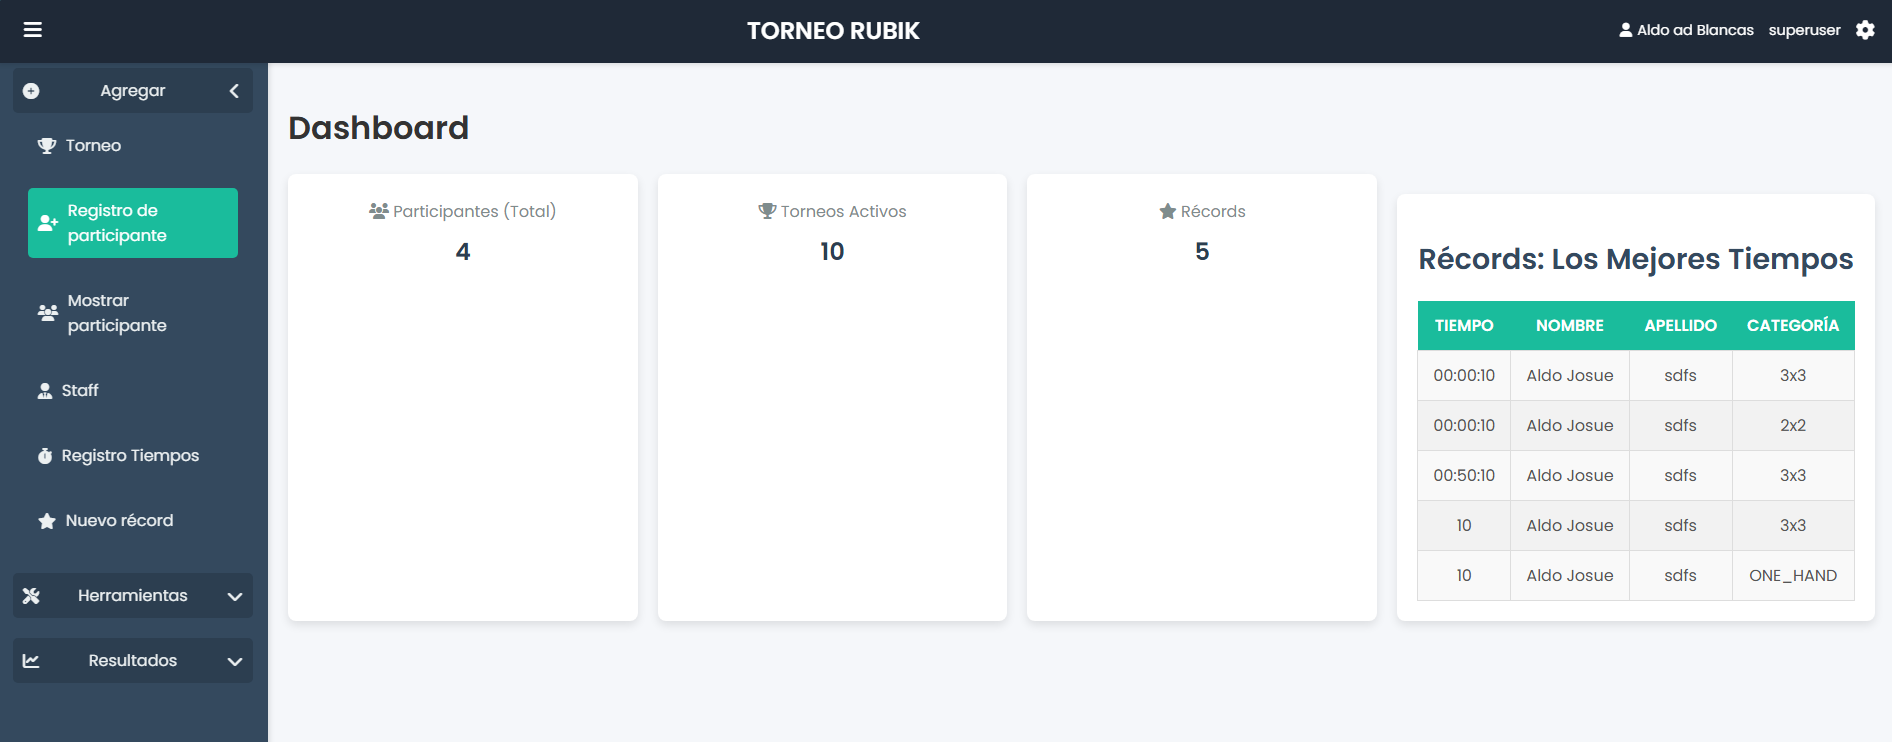 TORNEO RUBIK
Aldo ad Blancas superuser
Agregar
Torneo
Registro de
participante
Mostrar
participante
Staff
Registro Tiempos
Nuevo récord
Herramientas
Resultados
Dashboard
Participantes (Total)
4
Torneos Activos
10
Récords
5
Récords: Los Mejores Tiempos
TIEMPO NOMBRE APELLIDO CATEGORÍA
00:00:10 Aldo Josue sdfs 3x3
00:00:10 Aldo Josue sdfs 2x2
00:50:10 Aldo Josue sdfs 3x3
10 Aldo Josue sdfs 3x3
10 Aldo Josue sdfs ONE_HAND